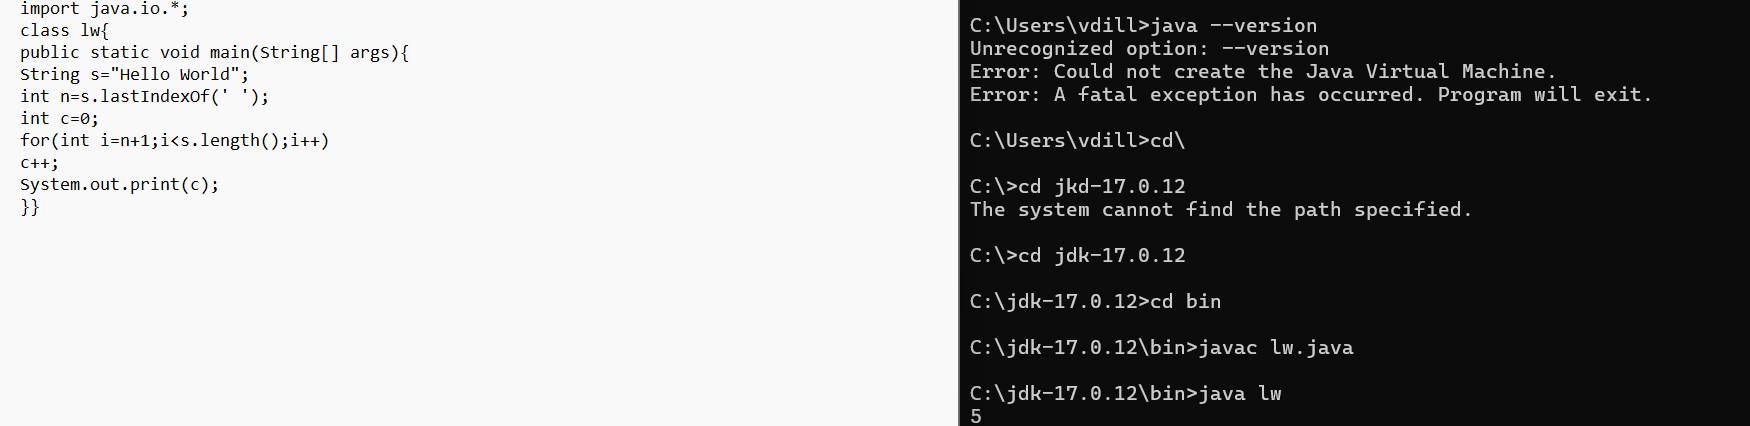 import java.io.*;
class lw{
public static void main(String[] args){
String s="Hello World";
int n=s.lastIndexOf(' ');
int c=0;
for(int i=n+1;i<s.length();i++)
c++;
System.out.print(c);
}}
C:\Users\vdill>java --version
Unrecognized option: --version
Error: Could not create the Java Virtual Machine.
Error: A fatal exception has occurred. Program will exit.
C:\Users\vdill>cd\
C:\>cd jkd-17.0.12
The system cannot find the path specified.
C:\>cd jdk-17.0.12
C:\jdk-17.0.12>cd bin
C:\jdk-17.0.12\bin>javac lw.java
C:\jdk-17.0.12\bin>java lw
5